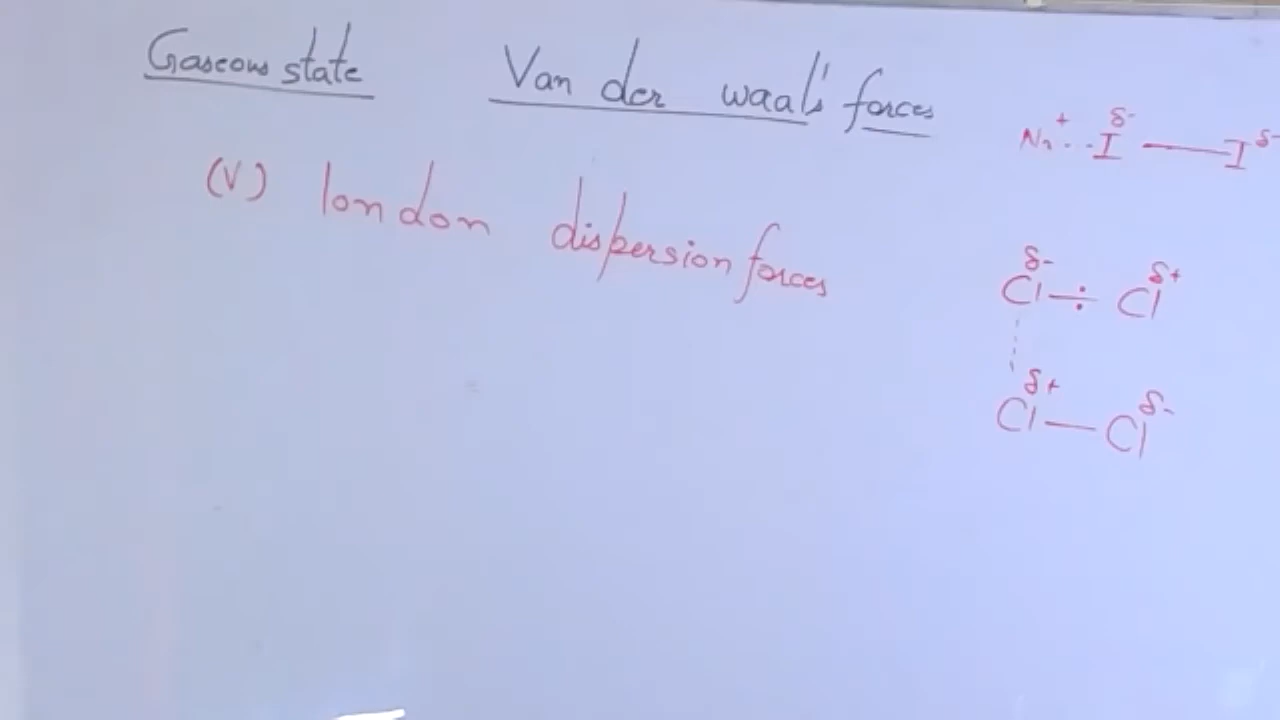 Gaseous state Van der waal's forces
Na⁺ ... I^δ- — I^δ-
(V) london dispersion forces
δ- δ+
Cl — Cl
δ+ δ-
Cl — Cl